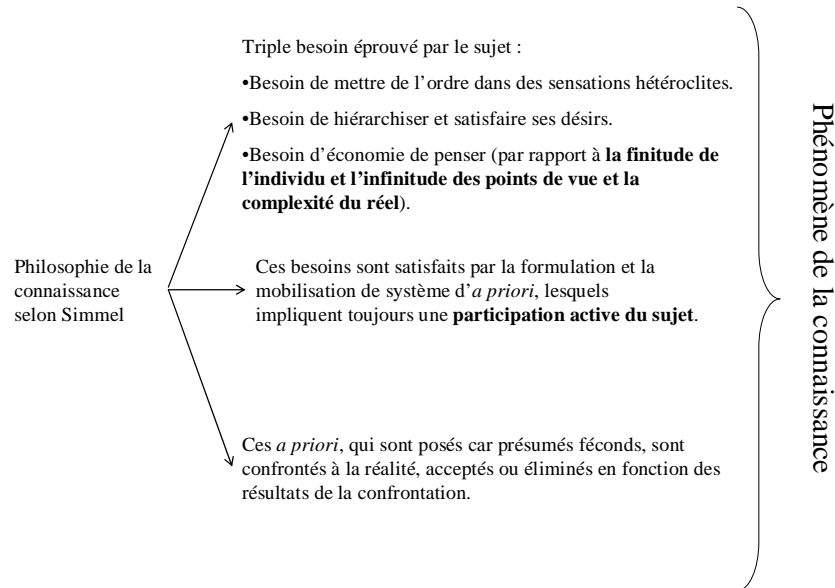 Triple besoin éprouvé par le sujet :
•Besoin de mettre de l’ordre dans des sensations hétéroclites.
•Besoin de hiérarchiser et satisfaire ses désirs.
•Besoin d’économie de penser (par rapport à la finitude de
l’individu et l’infinitude des points de vue et la
complexité du réel).
Philosophie de la
connaissance
selon Simmel
Ces besoins sont satisfaits par la formulation et la
mobilisation de système d’a priori, lesquels
impliquent toujours une participation active du sujet.
Ces a priori, qui sont posés car présumés féconds, sont
confrontés à la réalité, acceptés ou éliminés en fonction des
résultats de la confrontation.
Phénomène de la connaissance